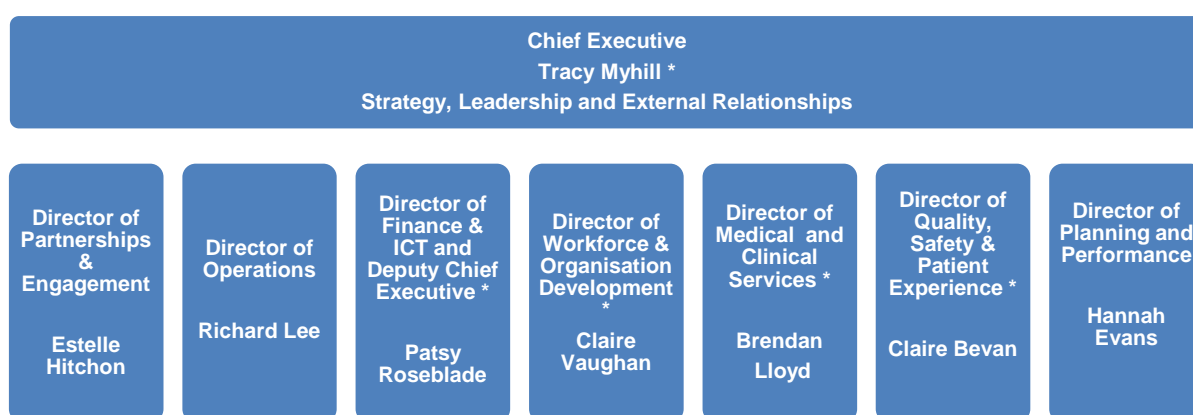 Chief Executive
Tracy Myhill *
Strategy, Leadership and External Relationships
Director of
Partnerships
&
Engagement
Estelle
Hitchon
Director of
Operations
Richard Lee
Director of
Finance &
ICT and
Deputy Chief
Executive *
Patsy
Roseblade
Director of
Workforce &
Organisation
Development
*
Claire
Vaughan
Director of
Medical and
Clinical
Services *
Brendan
Lloyd
Director of
Quality,
Safety &
Patient
Experience *
Claire Bevan
Director of
Planning and
Performance
Hannah
Evans